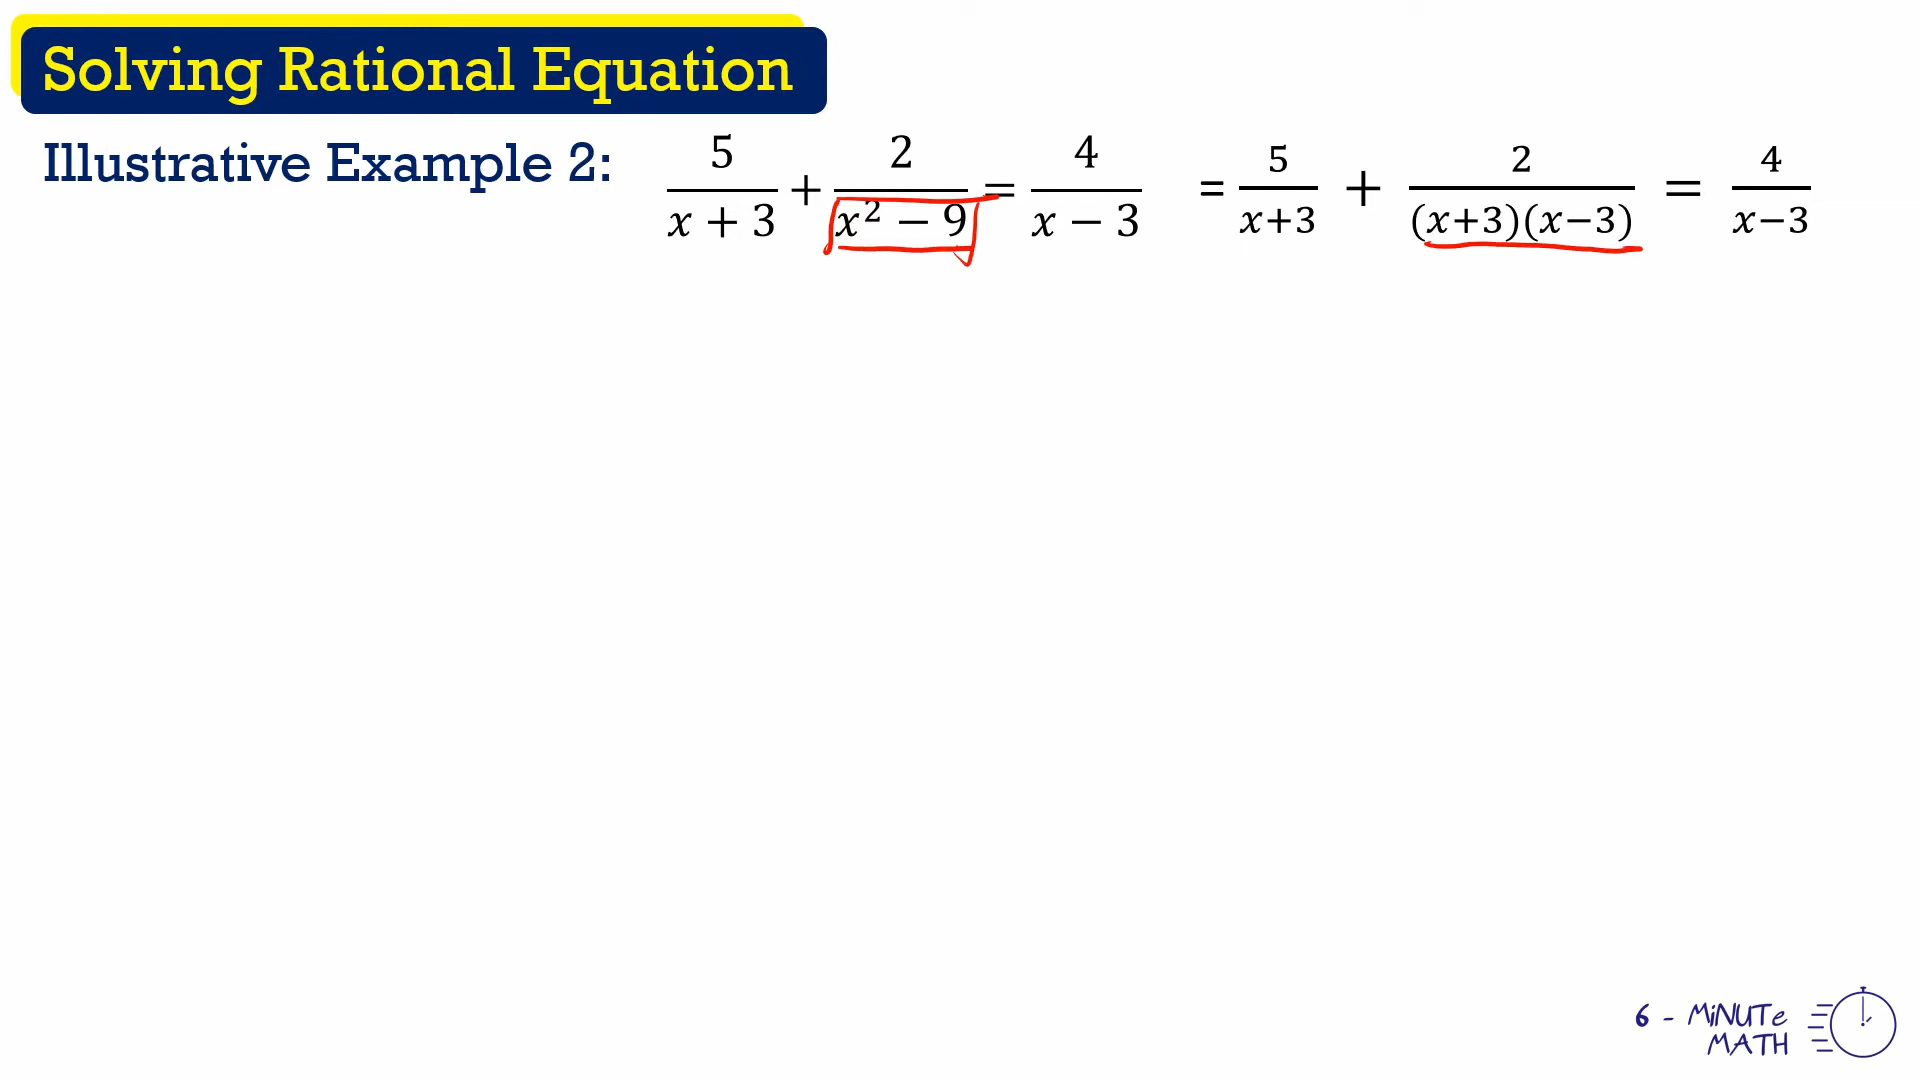 Solving Rational Equation
Illustrative Example 2: 5/(x + 3) + 2/(x² − 9) = 4/(x − 3) = 5/(x+3) + 2/((x+3)(x−3)) = 4/(x−3)
6 - MiNUTe
MATH